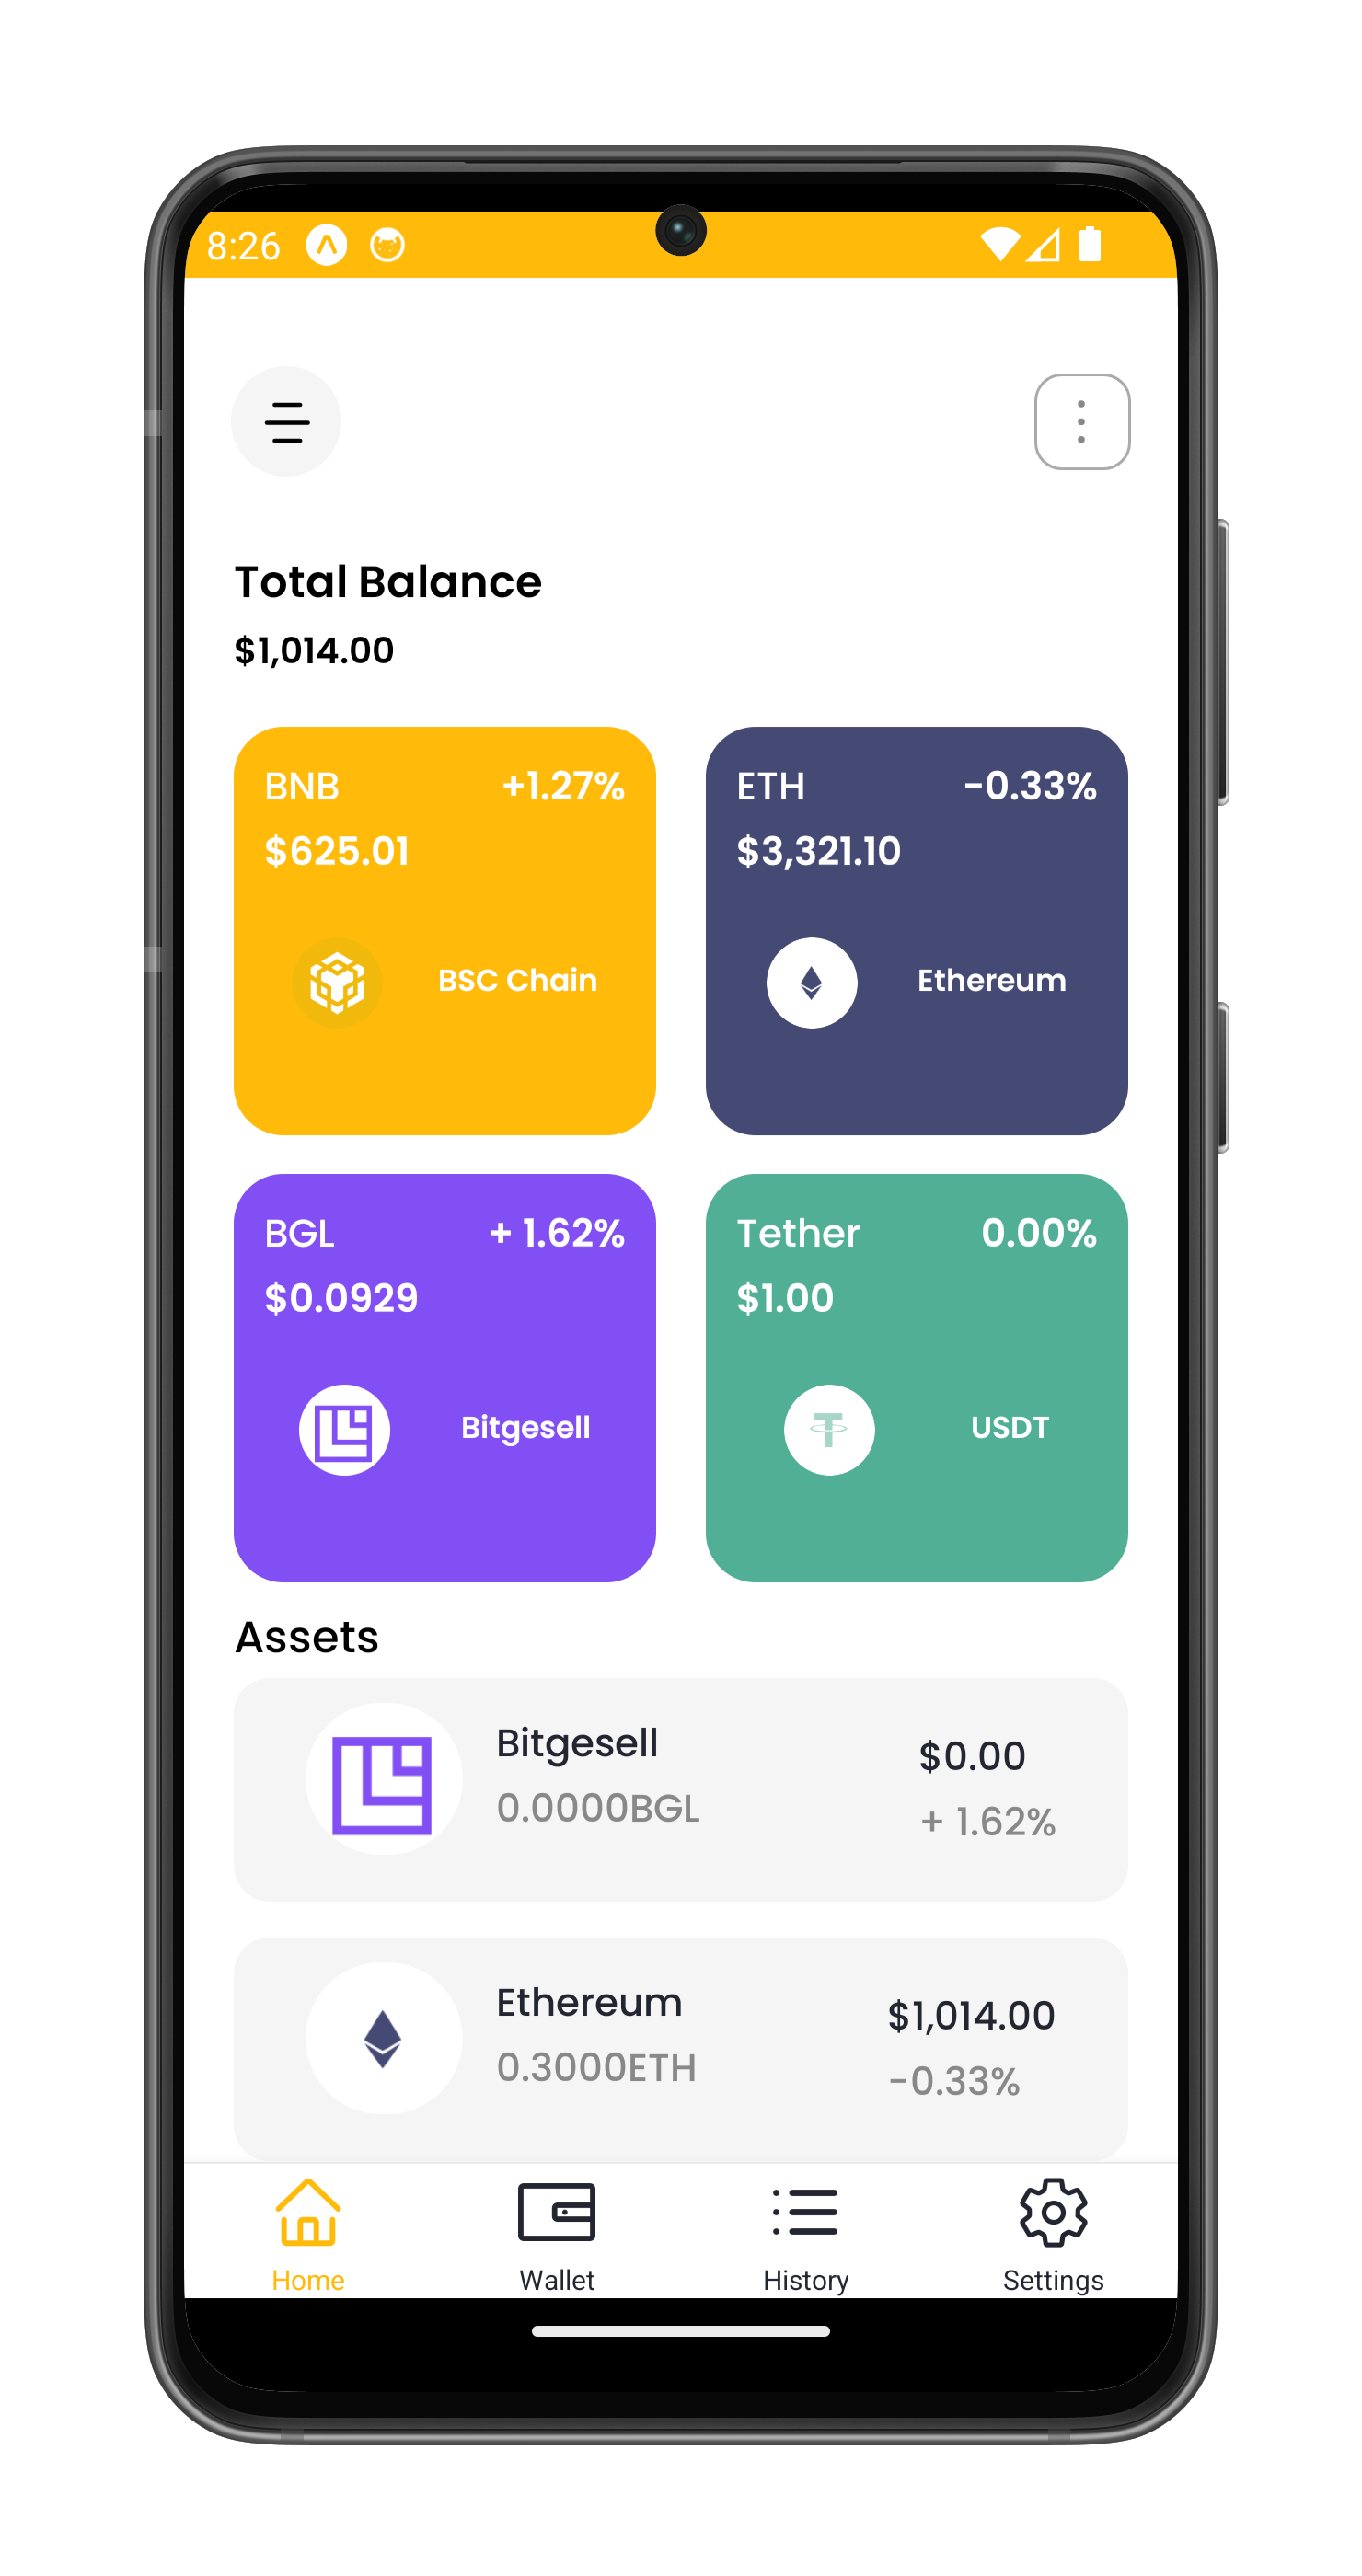 8:26
Total Balance
$1,014.00
BNB +1.27%
$625.01
BSC Chain
ETH -0.33%
$3,321.10
Ethereum
BGL + 1.62%
$0.0929
Bitgesell
Tether 0.00%
$1.00
USDT
Assets
Bitgesell
0.0000BGL
$0.00
+ 1.62%
Ethereum
0.3000ETH
$1,014.00
-0.33%
Home
Wallet
History
Settings